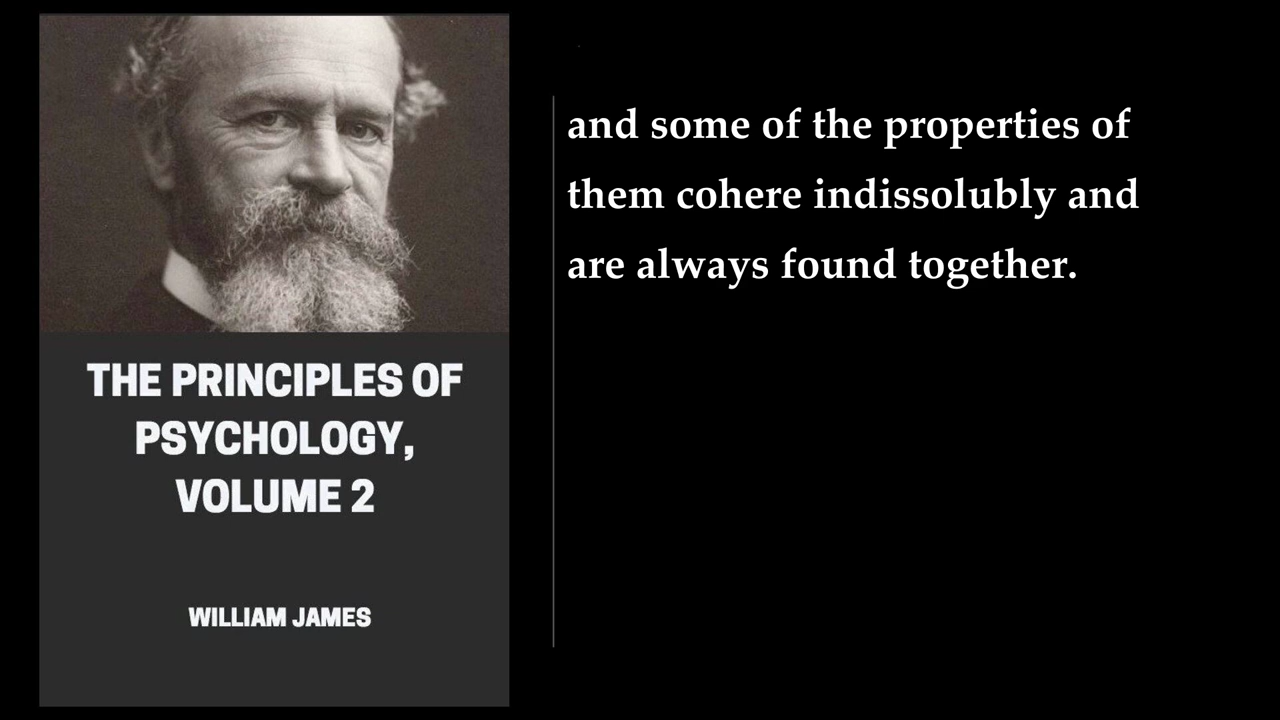 THE PRINCIPLES OF
PSYCHOLOGY,
VOLUME 2
WILLIAM JAMES
and some of the properties of
them cohere indissolubly and
are always found together.